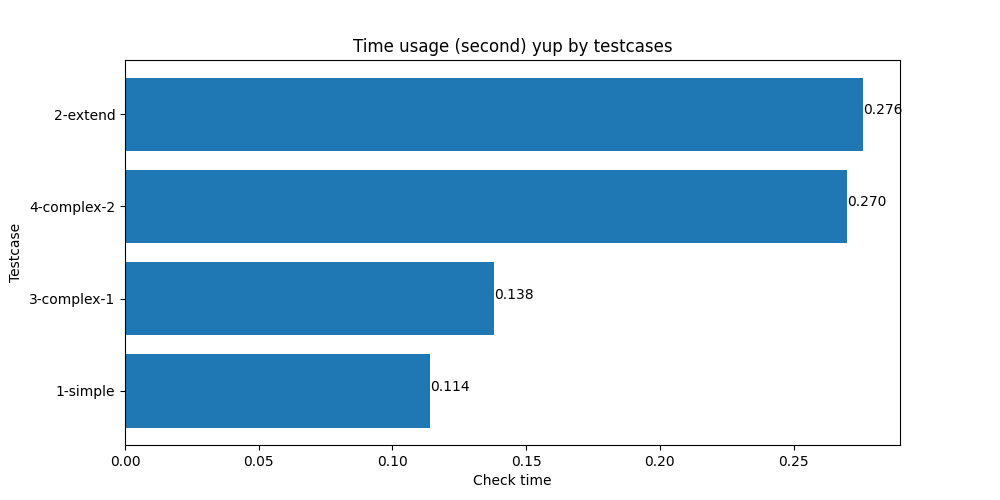 Time usage (second) yup by testcases
Testcase
2-extend
0.276
4-complex-2
0.270
3-complex-1
0.138
1-simple
0.114
0.00 0.05 0.10 0.15 0.20 0.25
Check time